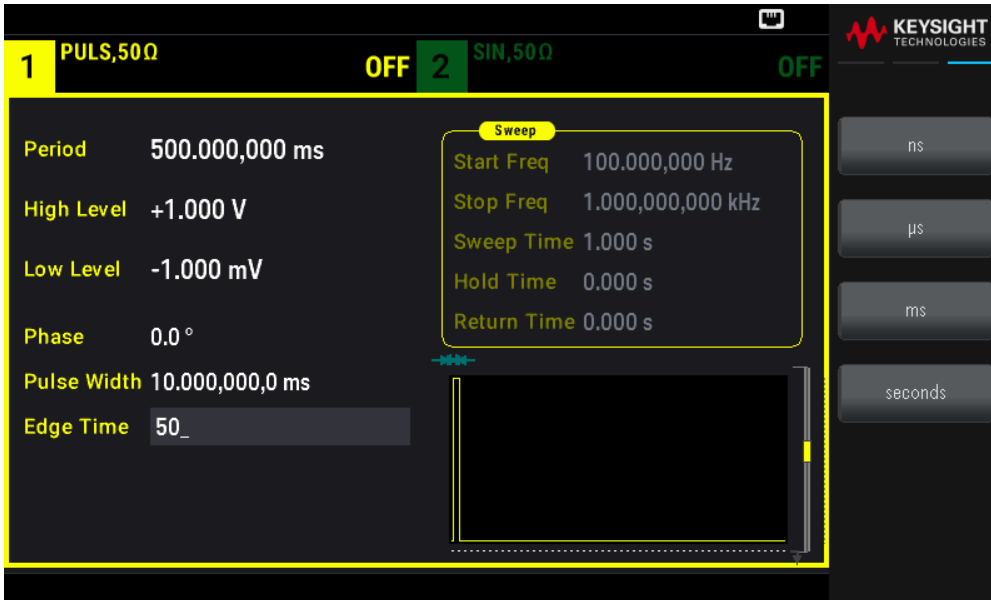 KEYSIGHT
TECHNOLOGIES
1 PULS,50Ω OFF 2 SIN,50Ω OFF
Period 500.000,000 ms
High Level +1.000 V
Low Level -1.000 mV
Phase 0.0 °
Pulse Width 10.000,000,0 ms
Edge Time 50_
Sweep
Start Freq 100.000,000 Hz
Stop Freq 1.000,000,000 kHz
Sweep Time 1.000 s
Hold Time 0.000 s
Return Time 0.000 s
ns
µs
ms
seconds